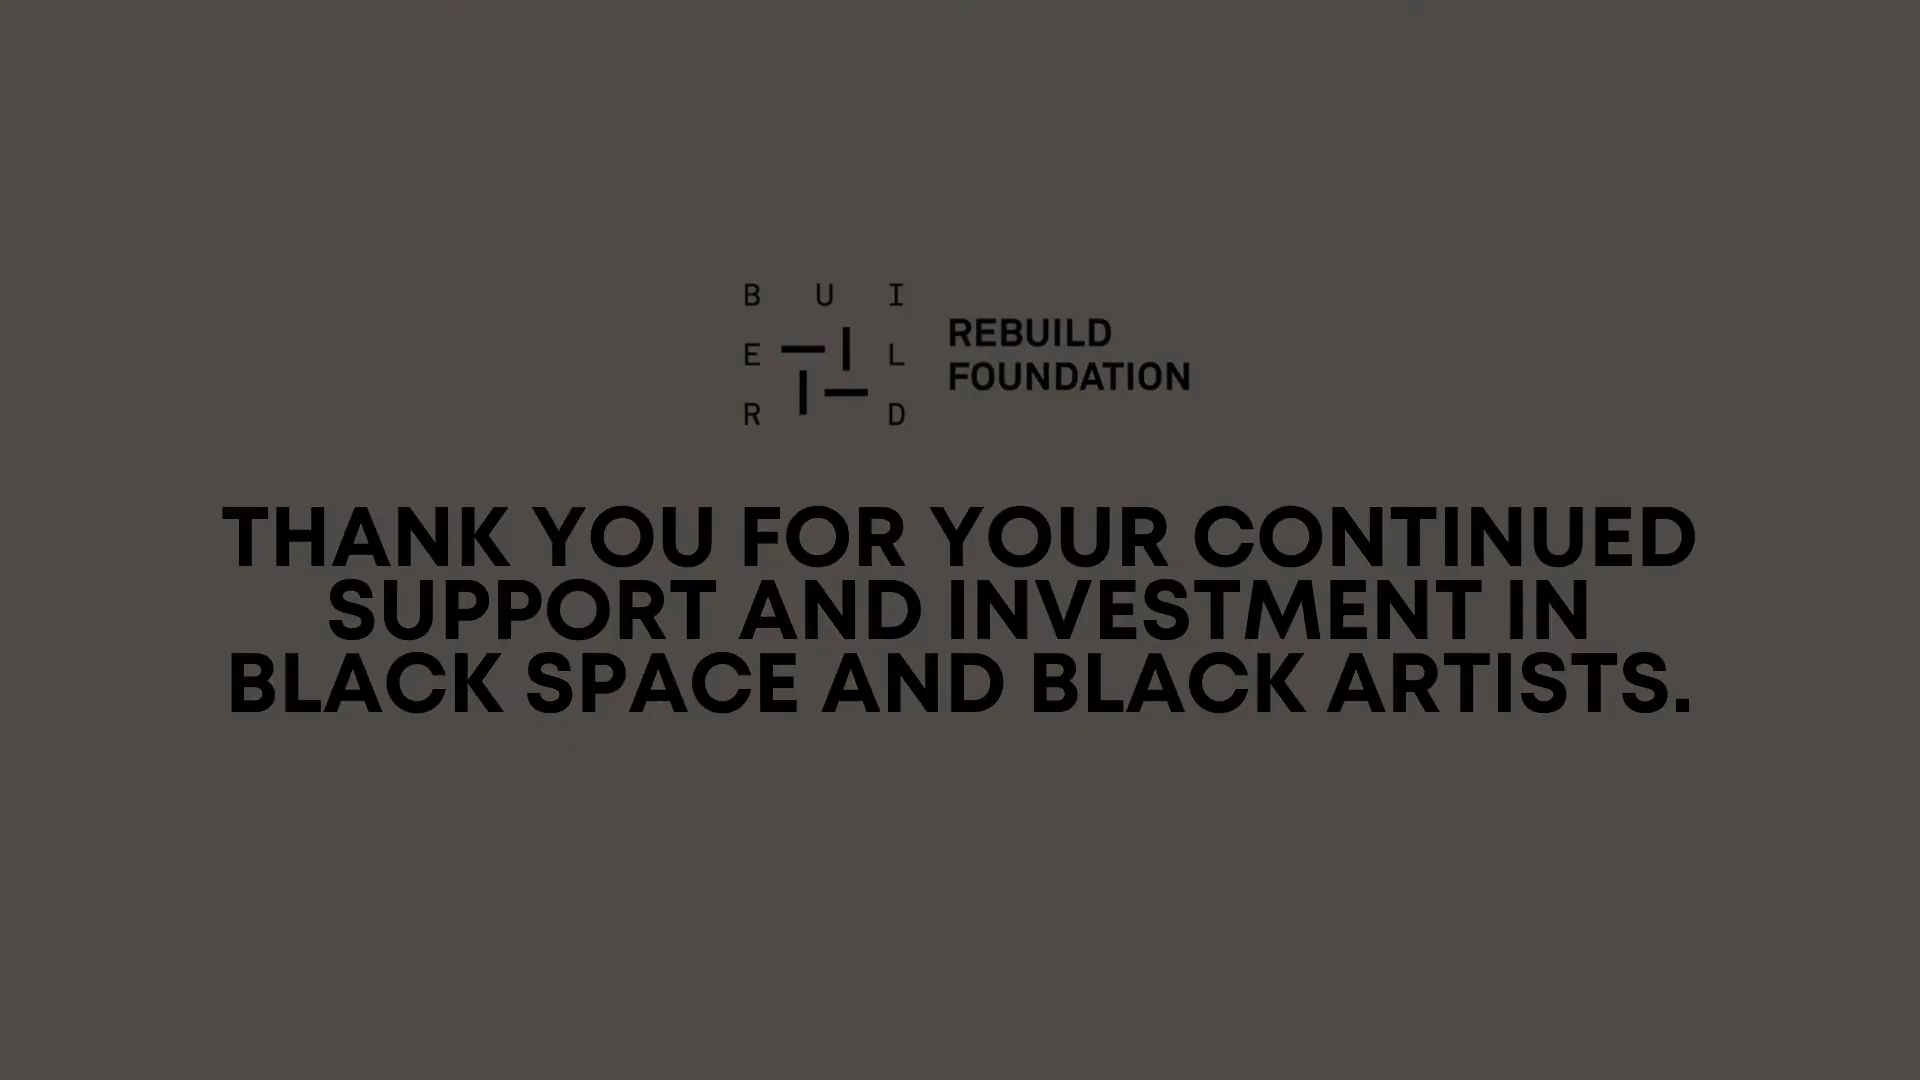 B U I
E L
R D
REBUILD
FOUNDATION
THANK YOU FOR YOUR CONTINUED
SUPPORT AND INVESTMENT IN
BLACK SPACE AND BLACK ARTISTS.